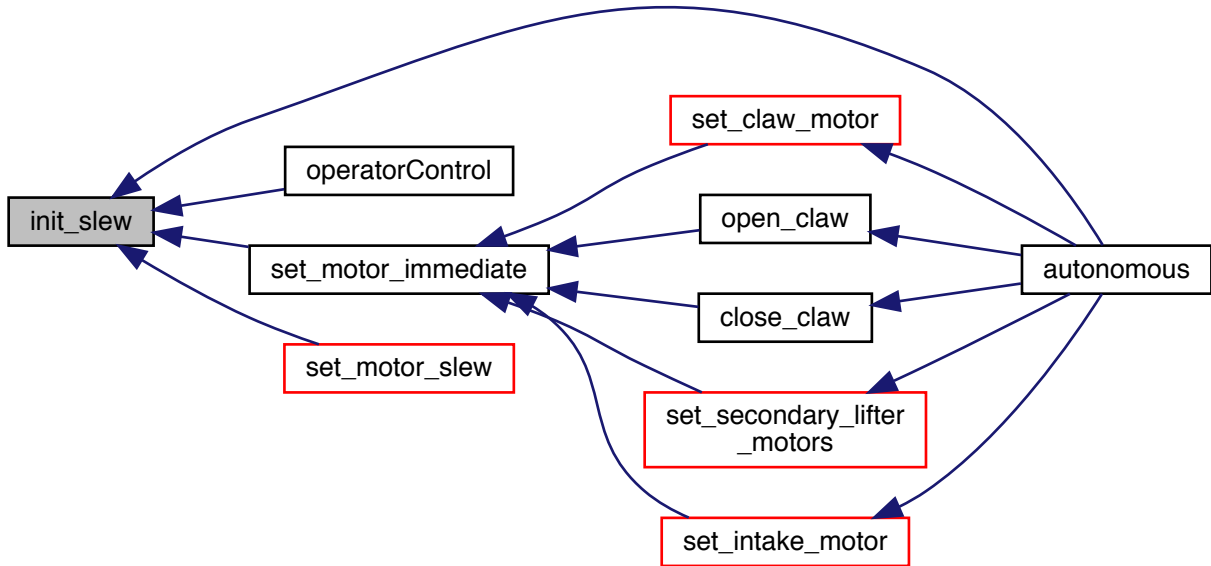 init_slew
operatorControl
set_motor_immediate
set_motor_slew
set_claw_motor
open_claw
close_claw
set_secondary_lifter
_motors
set_intake_motor
autonomous